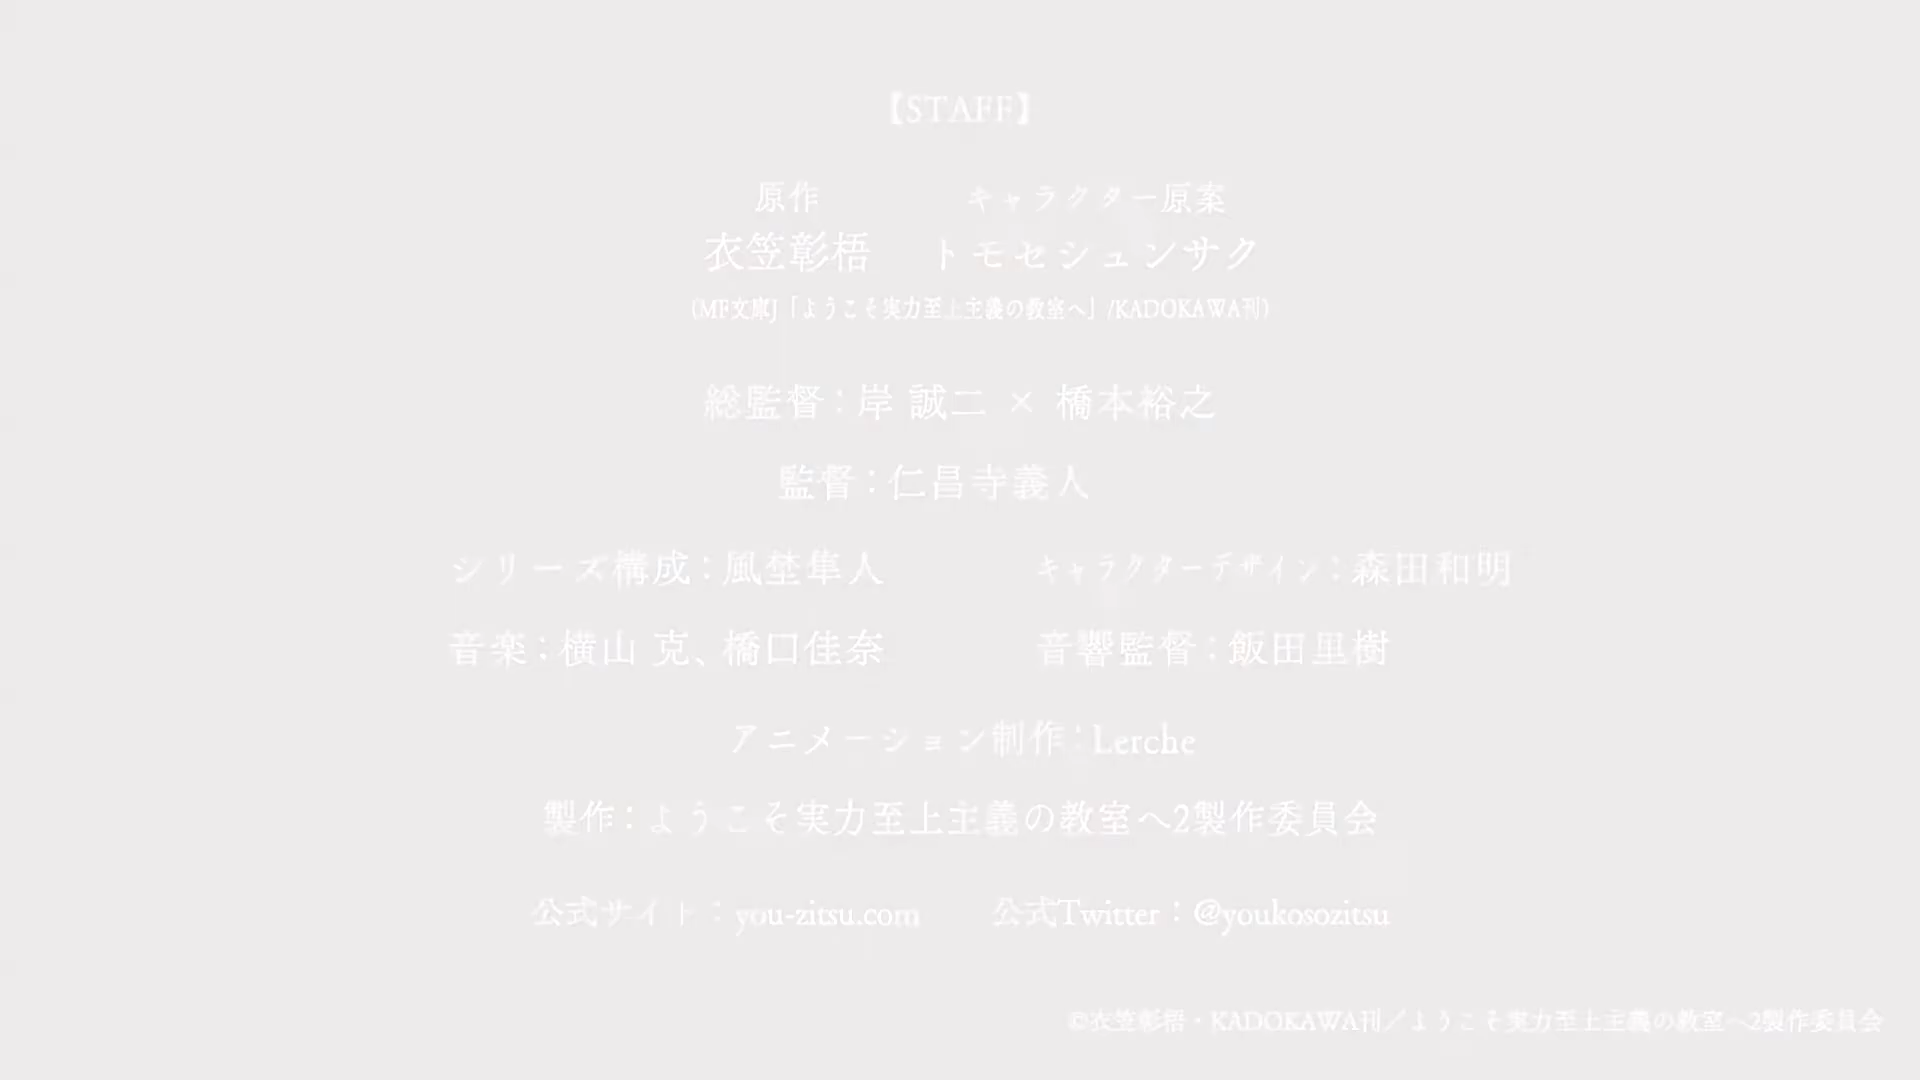 【STAFF】
原作 キャラクター原案
衣笠彰梧 トモセシュンサク
(MF文庫J「ようこそ実力至上主義の教室へ」/KADOKAWA刊)
総監督：岸 誠二 × 橋本裕之
監督：仁昌寺義人
シリーズ構成：風埜隼人 キャラクターデザイン：森田和明
音楽：横山 克、橋口佳奈 音響監督：飯田里樹
アニメーション制作：Lerche
製作：ようこそ実力至上主義の教室へ2製作委員会
公式サイト：you-zitsu.com 公式Twitter：@youkosozitsu
©衣笠彰梧・KADOKAWA刊／ようこそ実力至上主義の教室へ2製作委員会